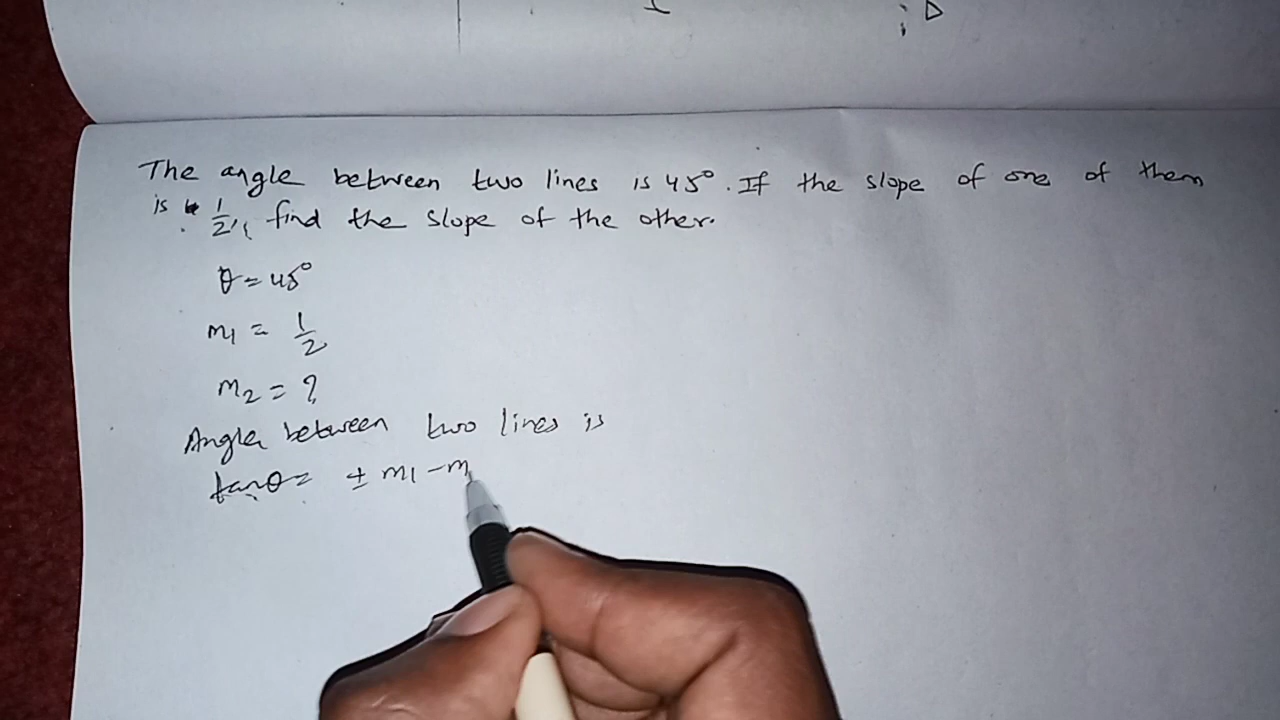 The angle between two lines is 45°. If the slope of one of them
is 1/2, find the slope of the other.
θ = 45°
m1 = 1/2
m2 = ?
Angle between two lines is
tanθ = ± m1 - m